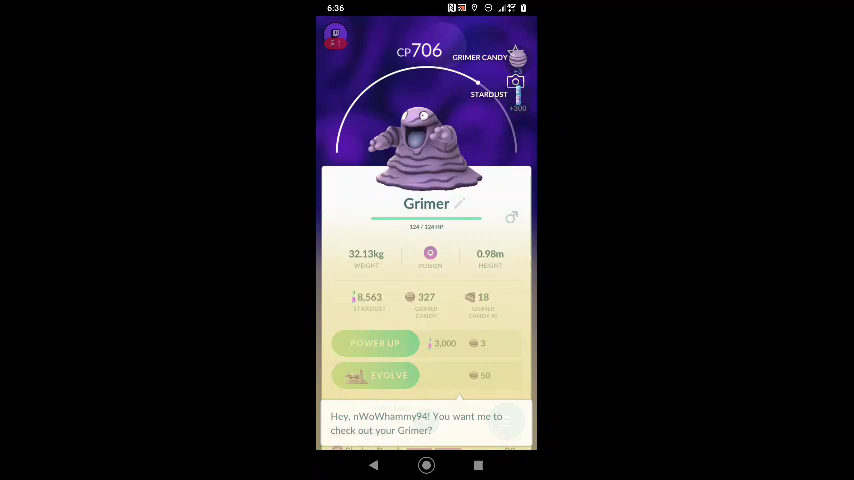 6:36
CP706
GRIMER CANDY
+3
STARDUST
+300
Grimer
124 / 124 HP
32.13kg
WEIGHT
POISON
0.98m
HEIGHT
8,563
STARDUST
327
GRIMER
CANDY
18
GRIMER
CANDY XL
POWER UP
3,000
3
EVOLVE
50
Hey, nWoWhammy94! You want me to
check out your Grimer?